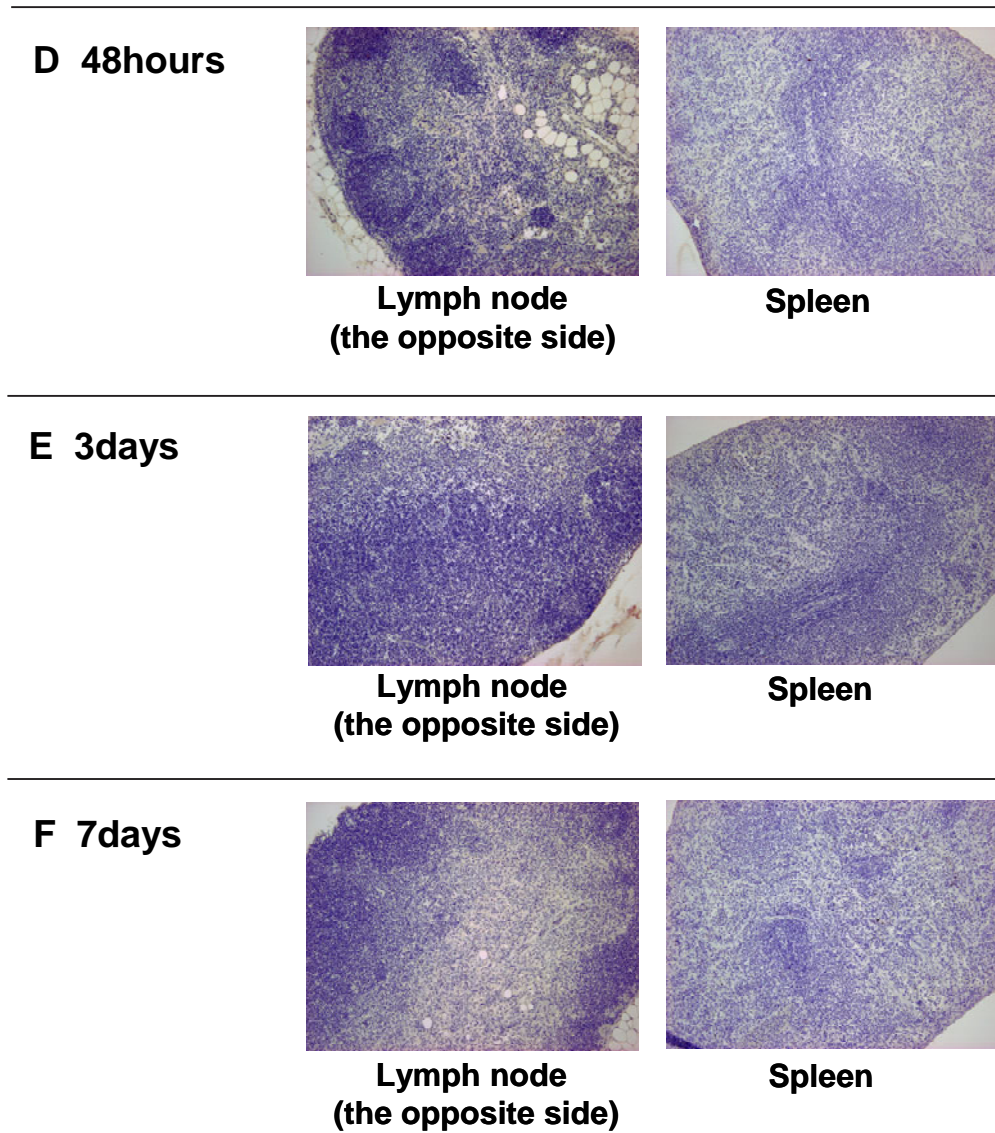 D 48hours
Lymph node
(the opposite side)
Spleen
E 3days
Lymph node
(the opposite side)
Spleen
F 7days
Lymph node
(the opposite side)
Spleen